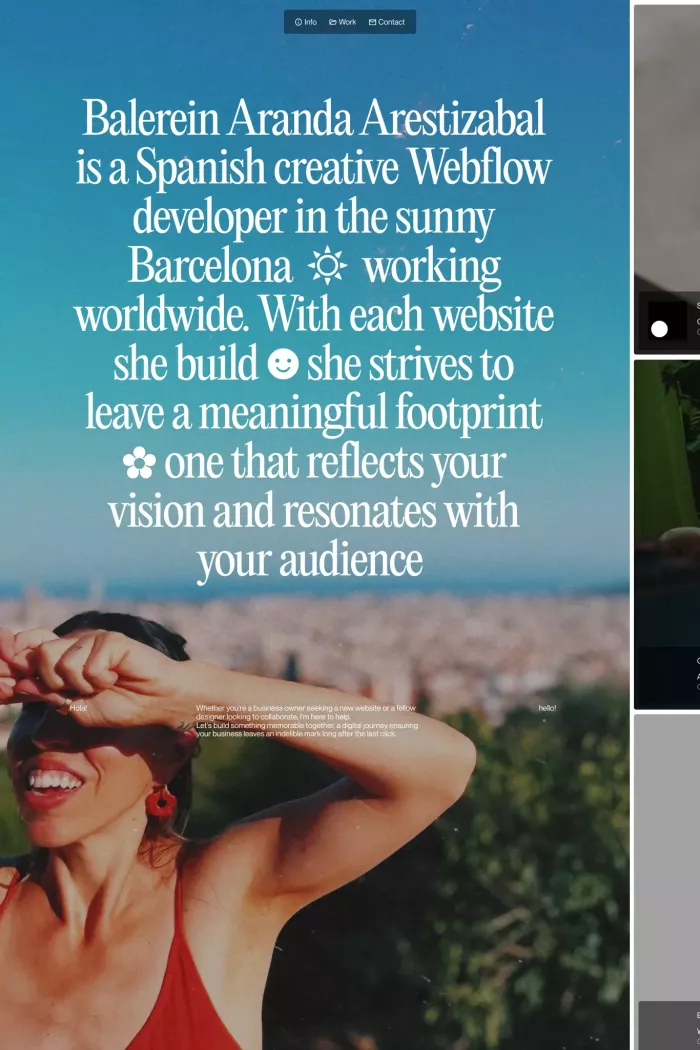 Info Work Contact
Balerein Aranda Arestizabal
is a Spanish creative Webflow
developer in the sunny
Barcelona working
worldwide. With each website
she build she strives to
leave a meaningful footprint
one that reflects your
vision and resonates with
your audience
Hola!
Whether you're a business owner seeking a new website or a fellow
designer looking to collaborate, I'm here to help.
Let's build something memorable together, a digital journey ensuring
your business leaves an indelible mark long after the last click.
hello!